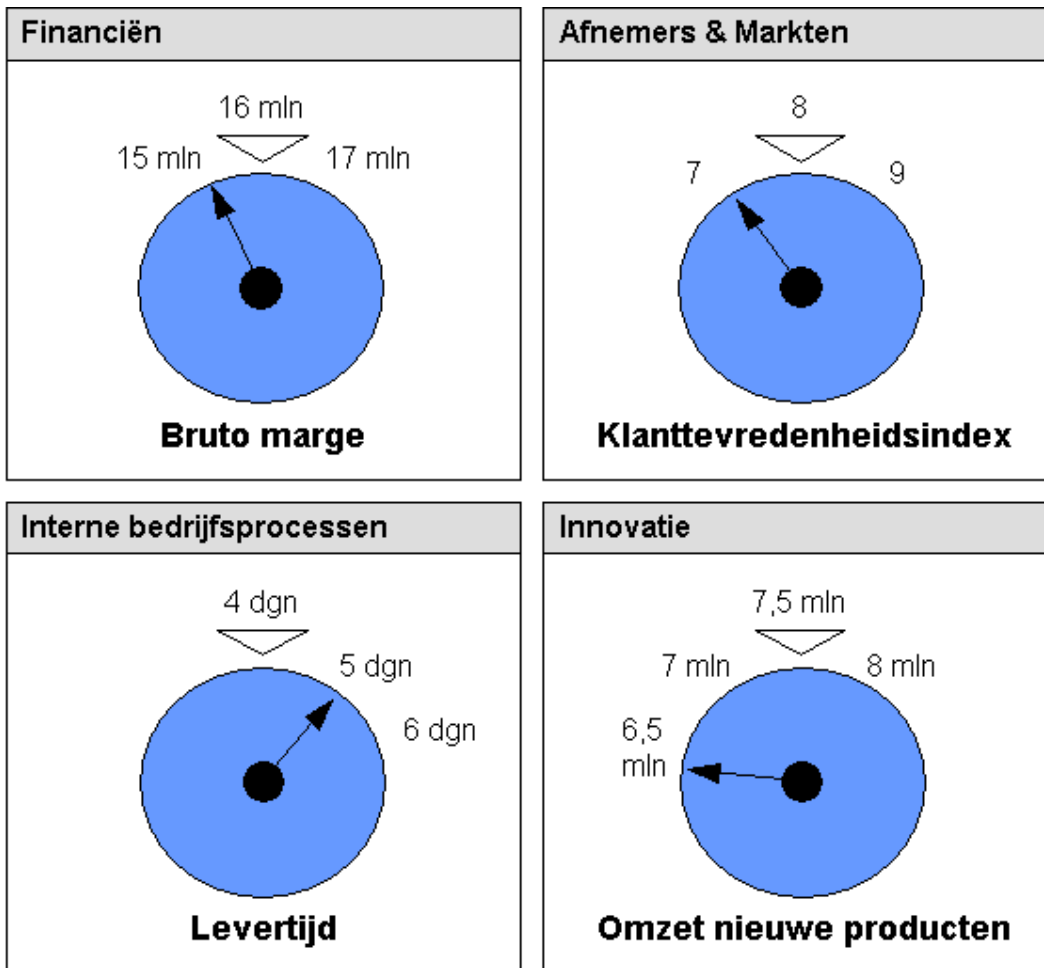 Financiën
16 mln
15 mln
17 mln
Bruto marge
Afnemers & Markten
8
7
9
Klanttevredenheidsindex
Interne bedrijfsprocessen
4 dgn
5 dgn
6 dgn
Levertijd
Innovatie
7,5 mln
7 mln
8 mln
6,5
mln
Omzet nieuwe producten